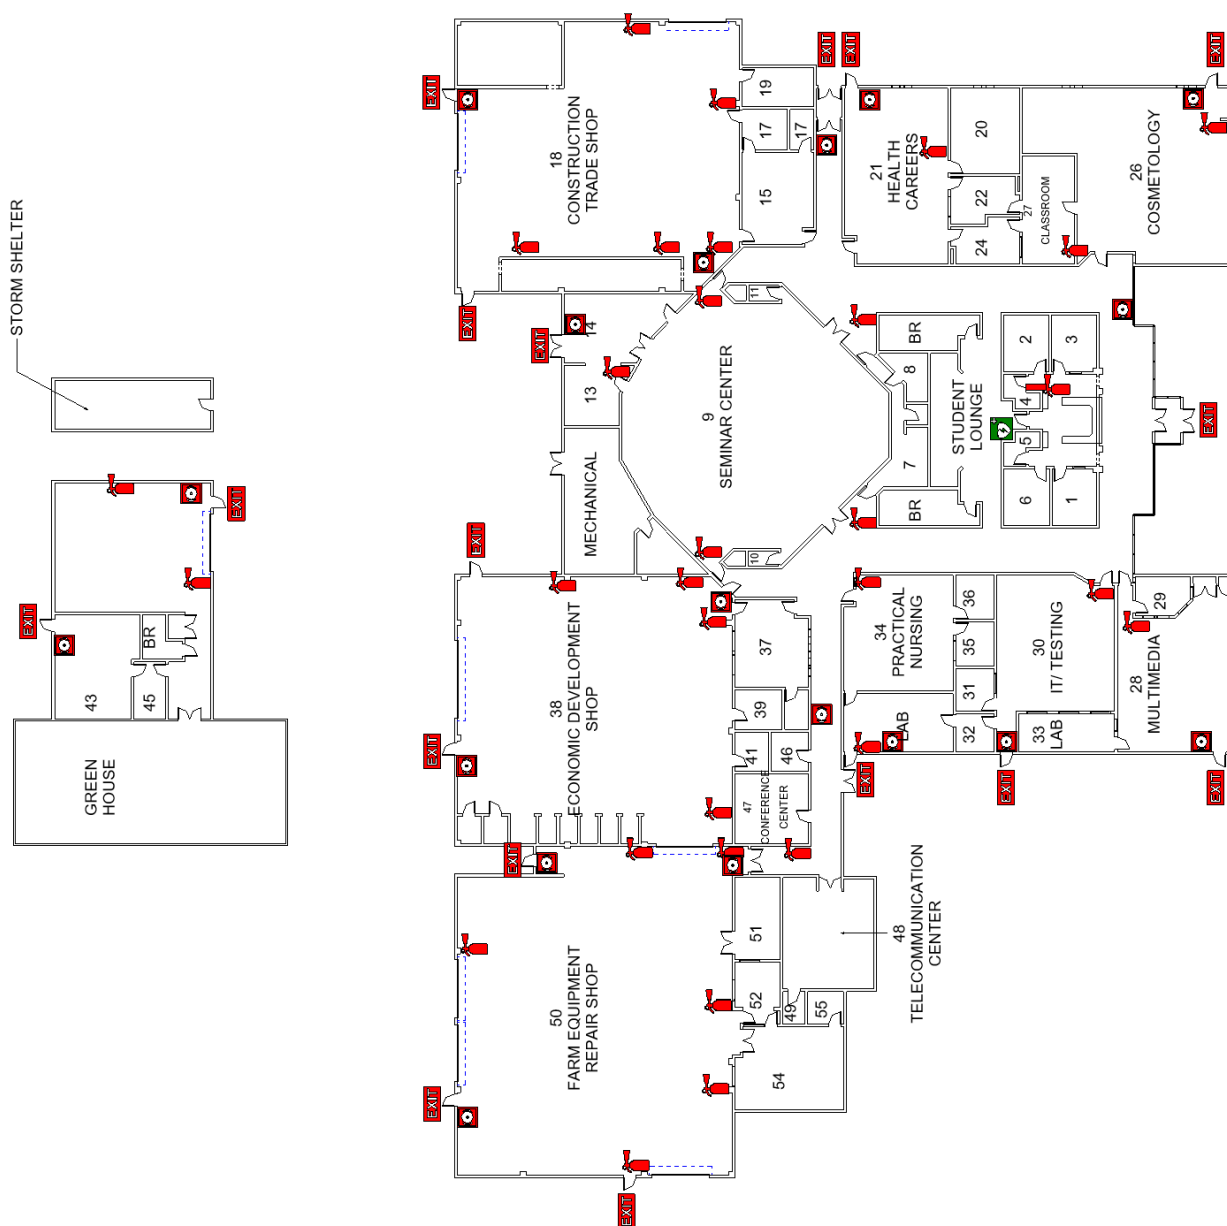 STORM SHELTER
EXIT
EXIT
EXIT
EXIT
EXIT
18
CONSTRUCTION
TRADE SHOP
19
17
17
15
21
HEALTH
CAREERS
20
22
24
27
CLASSROOM
26
COSMETOLOGY
EXIT
EXIT
14
13
11
9
SEMINAR CENTER
MECHANICAL
10
BR
8
7
BR
STUDENT
LOUNGE
2
3
4
5
6
1
EXIT
EXIT
EXIT
43
BR
45
GREEN
HOUSE
EXIT
EXIT
38
ECONOMIC DEVELOPMENT
SHOP
37
39
41
46
47
CONFERENCE
CENTER
34
PRACTICAL
NURSING
36
35
31
32
LAB
30
IT/ TESTING
33
LAB
28
MULTIMEDIA
29
EXIT
EXIT
EXIT
EXIT
50
FARM EQUIPMENT
REPAIR SHOP
51
52
49
55
54
48
TELECOMMUNICATION
CENTER
EXIT
EXIT